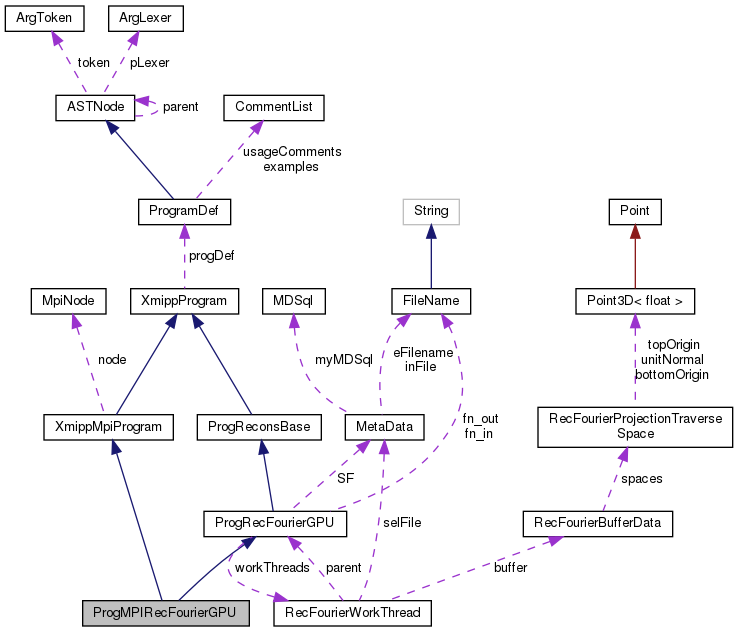 ArgToken
ArgLexer
token
pLexer
ASTNode
parent
CommentList
usageComments
examples
ProgramDef
String
Point
progDef
MpiNode
XmippProgram
MDSql
FileName
Point3D< float >
node
myMDSql
eFilename
inFile
topOrigin
unitNormal
bottomOrigin
XmippMpiProgram
ProgReconsBase
MetaData
fn_out
fn_in
RecFourierProjectionTraverse
Space
SF
spaces
ProgRecFourierGPU
selFile
RecFourierBufferData
workThreads
parent
buffer
ProgMPIRecFourierGPU
RecFourierWorkThread